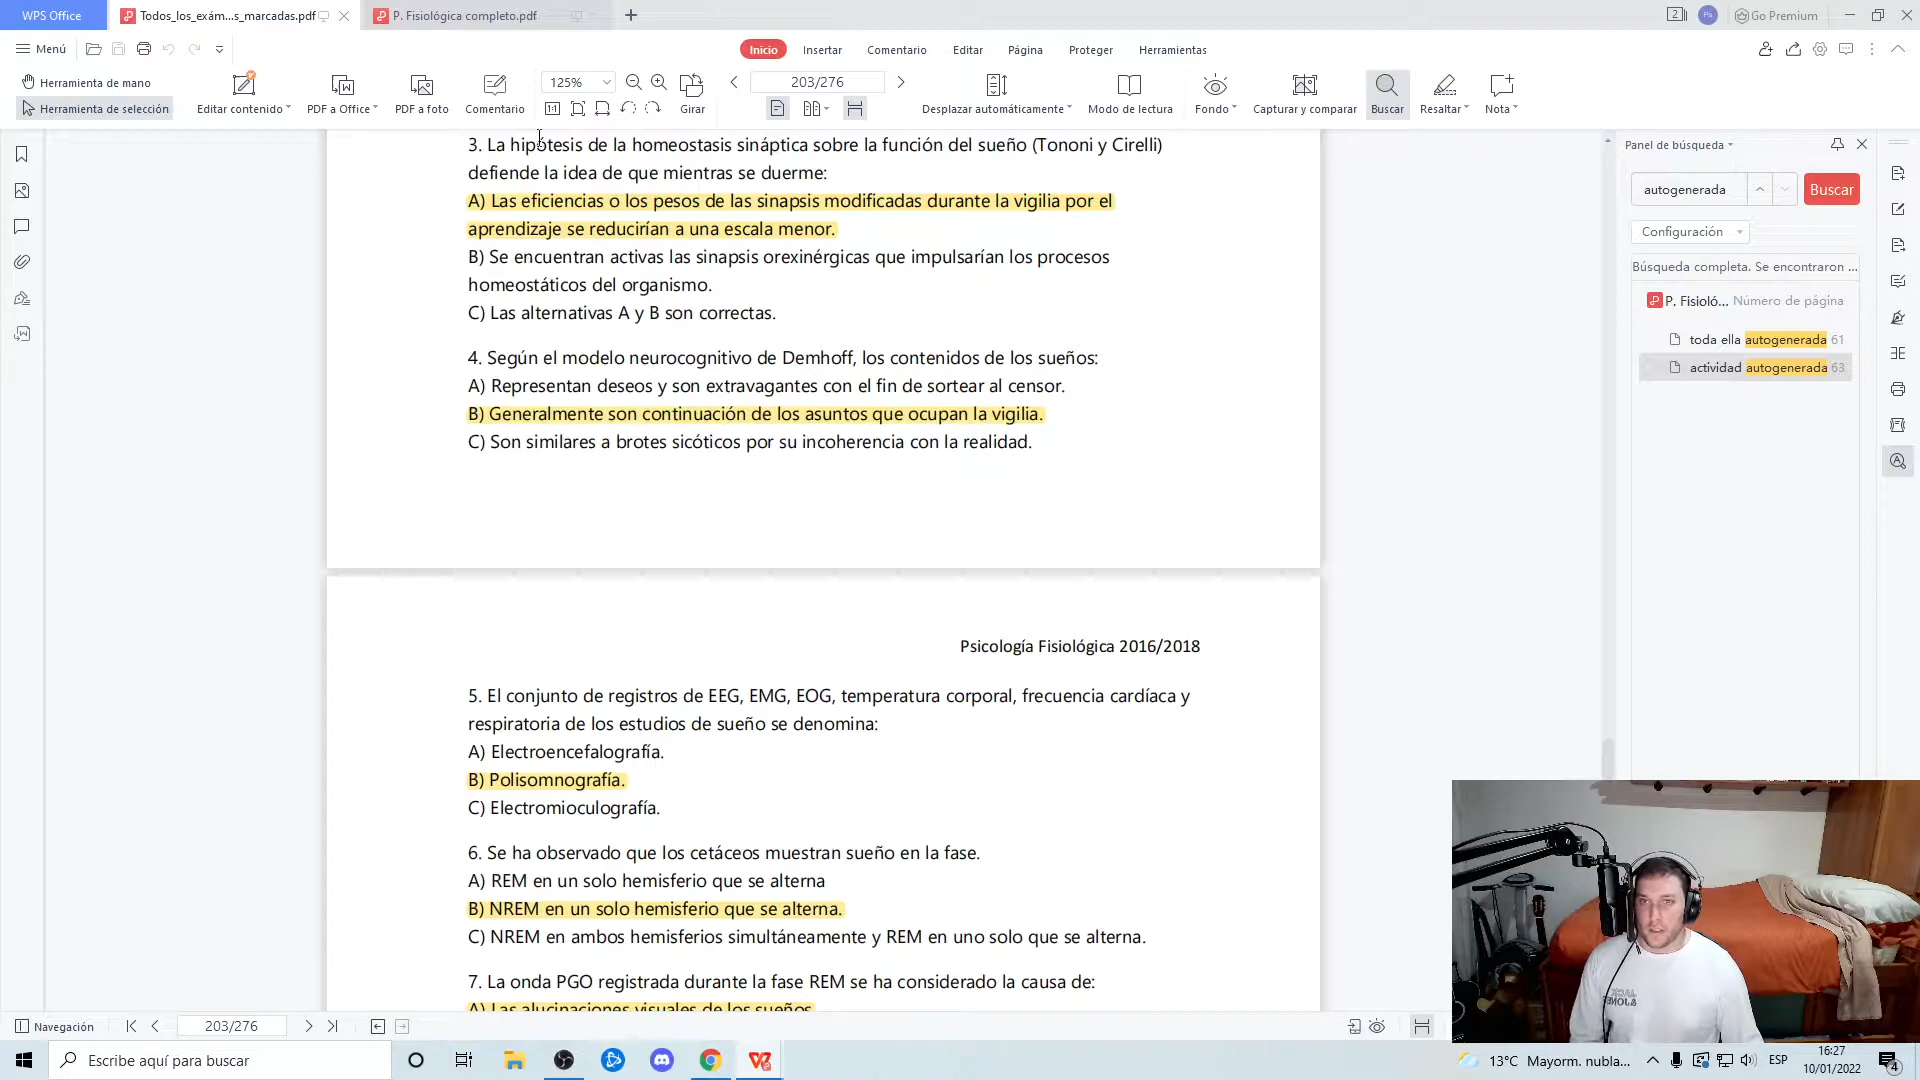 WPS Office
Todos_los_exám...s_marcadas.pdf
P. Fisiológica completo.pdf
2
Go Premium
Menú
Inicio
Insertar
Comentario
Editar
Página
Proteger
Herramientas
Herramienta de mano
Herramienta de selección
Editar contenido
PDF a Office
PDF a foto
Comentario
125%
Girar
203/276
Desplazar automáticamente
Modo de lectura
Fondo
Capturar y comparar
Buscar
Resaltar
Nota
3. La hipótesis de la homeostasis sináptica sobre la función del sueño (Tononi y Cirelli)
defiende la idea de que mientras se duerme:
A) Las eficiencias o los pesos de las sinapsis modificadas durante la vigilia por el
aprendizaje se reducirían a una escala menor.
B) Se encuentran activas las sinapsis orexinérgicas que impulsarían los procesos
homeostáticos del organismo.
C) Las alternativas A y B son correctas.
4. Según el modelo neurocognitivo de Demhoff, los contenidos de los sueños:
A) Representan deseos y son extravagantes con el fin de sortear al censor.
B) Generalmente son continuación de los asuntos que ocupan la vigilia.
C) Son similares a brotes sicóticos por su incoherencia con la realidad.
Psicología Fisiológica 2016/2018
5. El conjunto de registros de EEG, EMG, EOG, temperatura corporal, frecuencia cardíaca y
respiratoria de los estudios de sueño se denomina:
A) Electroencefalografía.
B) Polisomnografía.
C) Electromioculografía.
6. Se ha observado que los cetáceos muestran sueño en la fase.
A) REM en un solo hemisferio que se alterna
B) NREM en un solo hemisferio que se alterna.
C) NREM en ambos hemisferios simultáneamente y REM en uno solo que se alterna.
7. La onda PGO registrada durante la fase REM se ha considerado la causa de:
A) Las alucinaciones visuales de los sueños.
Panel de búsqueda
autogenerada
Buscar
Configuración
Búsqueda completa. Se encontraron ...
P. Fisioló... Número de página
toda ella autogenerada 61
actividad autogenerada 63
Navegación
203/276
Escribe aquí para buscar
13°C Mayorm. nubla...
ESP
16:27
10/01/2022
4